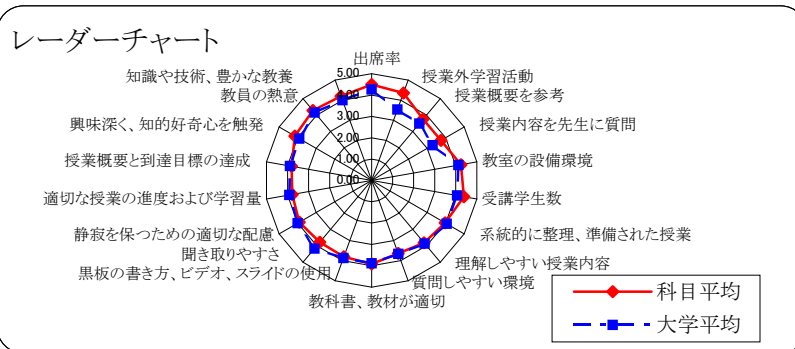 レーダーチャート
出席率
授業外学習活動
授業概要を参考
授業内容を先生に質問
教室の設備環境
受講学生数
系統的に整理、準備された授業
理解しやすい授業内容
質問しやすい環境
教科書、教材が適切
黒板の書き方、ビデオ、スライドの使用
聞き取りやすさ
静寂を保つための適切な配慮
適切な授業の進度および学習量
授業概要と到達目標の達成
興味深く、知的好奇心を触発
教員の熱意
知識や技術、豊かな教養
5.00
4.00
3.00
2.00
1.00
0.00
科目平均
大学平均